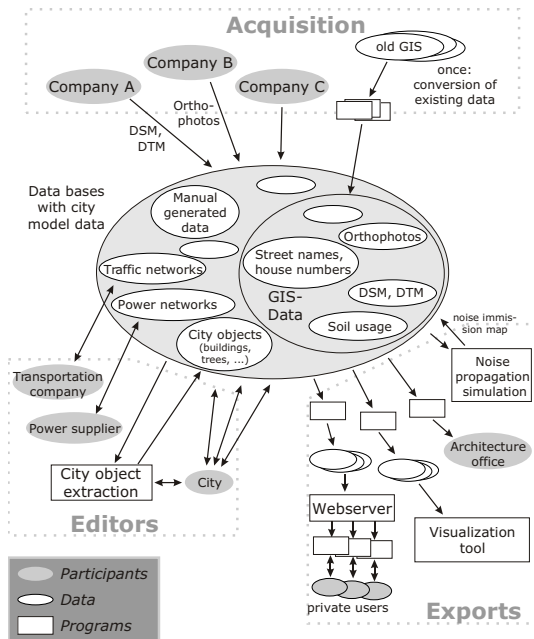 Acquisition
old GIS
Company B
Company A
Company C
once:
conversion of
existing data
Ortho-
photos
DSM,
DTM
Data bases
with city
model data
Manual
generated
data
Orthophotos
Street names,
house numbers
Traffic networks
GIS-
Data
DSM, DTM
Power networks
Soil usage
City objects
(buildings,
trees, ...)
noise immis-
sion map
Noise
propagation
simulation
Transportation
company
Power supplier
Architecture
office
City object
extraction
City
Editors
Webserver
Visualization
tool
private users
Exports
Participants
Data
Programs